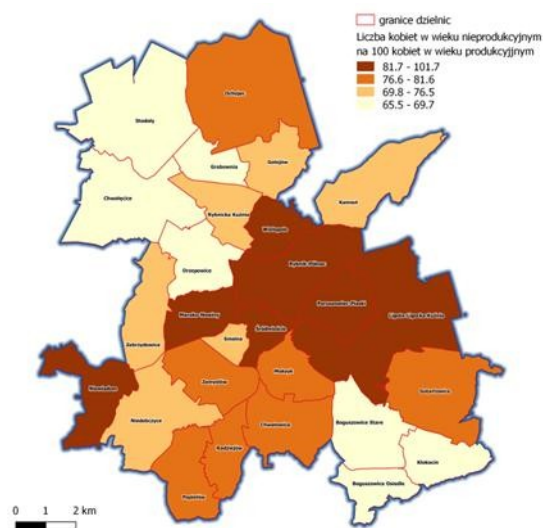 granice dzielnic
Liczba kobiet w wieku nieprodukcyjnym
na 100 kobiet w wieku produkcyjnym
81.7 - 101.7
76.6 - 81.6
69.8 - 76.5
65.5 - 69.7
Ochojec
Stodoły
Grabownia
Golejów
Chwałęcice
Rybnicka Kuźnia
Kamień
Wielopole
Orzepowice
Rybnik Północ
Paruszowiec Piaski
Ligota Ligocka Kuźnia
Maroko Nowiny
Śródmieście
Smolna
Zebrzydowice
Meksyk
Zamysłów
Gotartowice
Niewiadom
Niedobczyce
Chwałowice
Boguszowice Stare
Radziejów
Kłokocin
Popielów
Boguszowice Osiedle
0 1 2 km